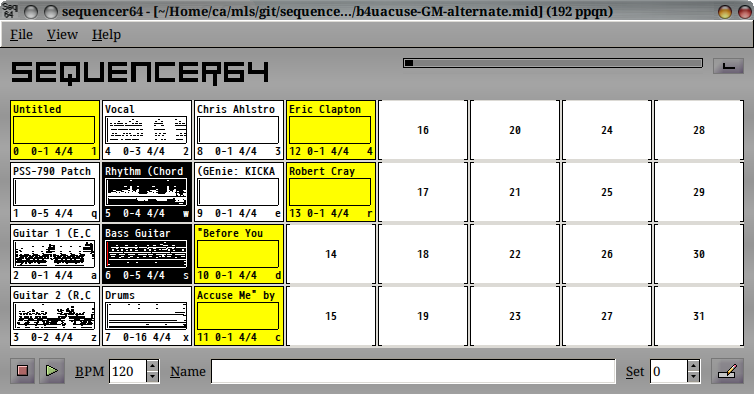 Seq 64 sequencer64 - [~/Home/ca/mls/git/sequence.../b4uacuse-GM-alternate.mid] (192 ppqn)
File View Help
SEQUENCER64
Untitled
0 0-1 4/4 1
Vocal
4 0-3 4/4 2
Chris Ahlstro
8 0-1 4/4 3
Eric Clapton
12 0-1 4/4 4
16
20
24
28
PSS-790 Patch
1 0-5 4/4 q
Rhythm (Chord
5 0-4 4/4 w
(GEnie: KICKA
9 0-1 4/4 e
Robert Cray
13 0-1 4/4 r
17
21
25
29
Guitar 1 (E,C
2 0-1 4/4 a
Bass Guitar
6 0-5 4/4 s
"Before You
10 0-1 4/4 d
14
18
22
26
30
Guitar 2 (R.C
3 0-2 4/4 z
Drums
7 0-16 4/4 x
Accuse Me" by
11 0-1 4/4 c
15
19
23
27
31
BPM 120 Name Set 0